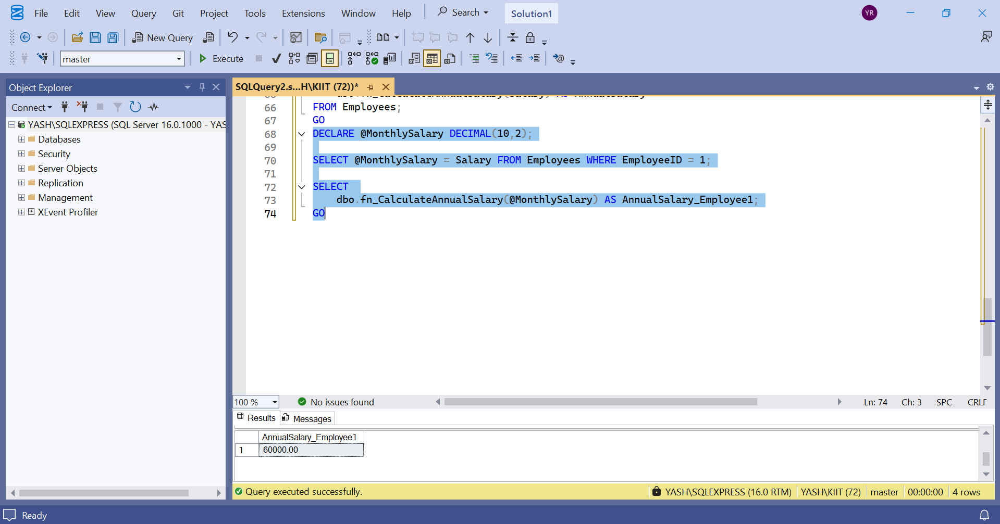 File Edit View Query Git Project Tools Extensions Window Help Search Solution1 YR
New Query
master Execute
Object Explorer
Connect
YASH\SQLEXPRESS (SQL Server 16.0.1000 - YAS
Databases
Security
Server Objects
Replication
Management
XEvent Profiler
SQLQuery2.s...H\KIIT (72))*
66 FROM Employees;
67 GO
68 DECLARE @MonthlySalary DECIMAL(10,2);
69
70 SELECT @MonthlySalary = Salary FROM Employees WHERE EmployeeID = 1;
71
72 SELECT
73 dbo.fn_CalculateAnnualSalary(@MonthlySalary) AS AnnualSalary_Employee1;
74 GO
100 % No issues found Ln: 74 Ch: 3 SPC CRLF
Results Messages
AnnualSalary_Employee1
1 60000.00
Query executed successfully. YASH\SQLEXPRESS (16.0 RTM) YASH\KIIT (72) master 00:00:00 4 rows
Ready